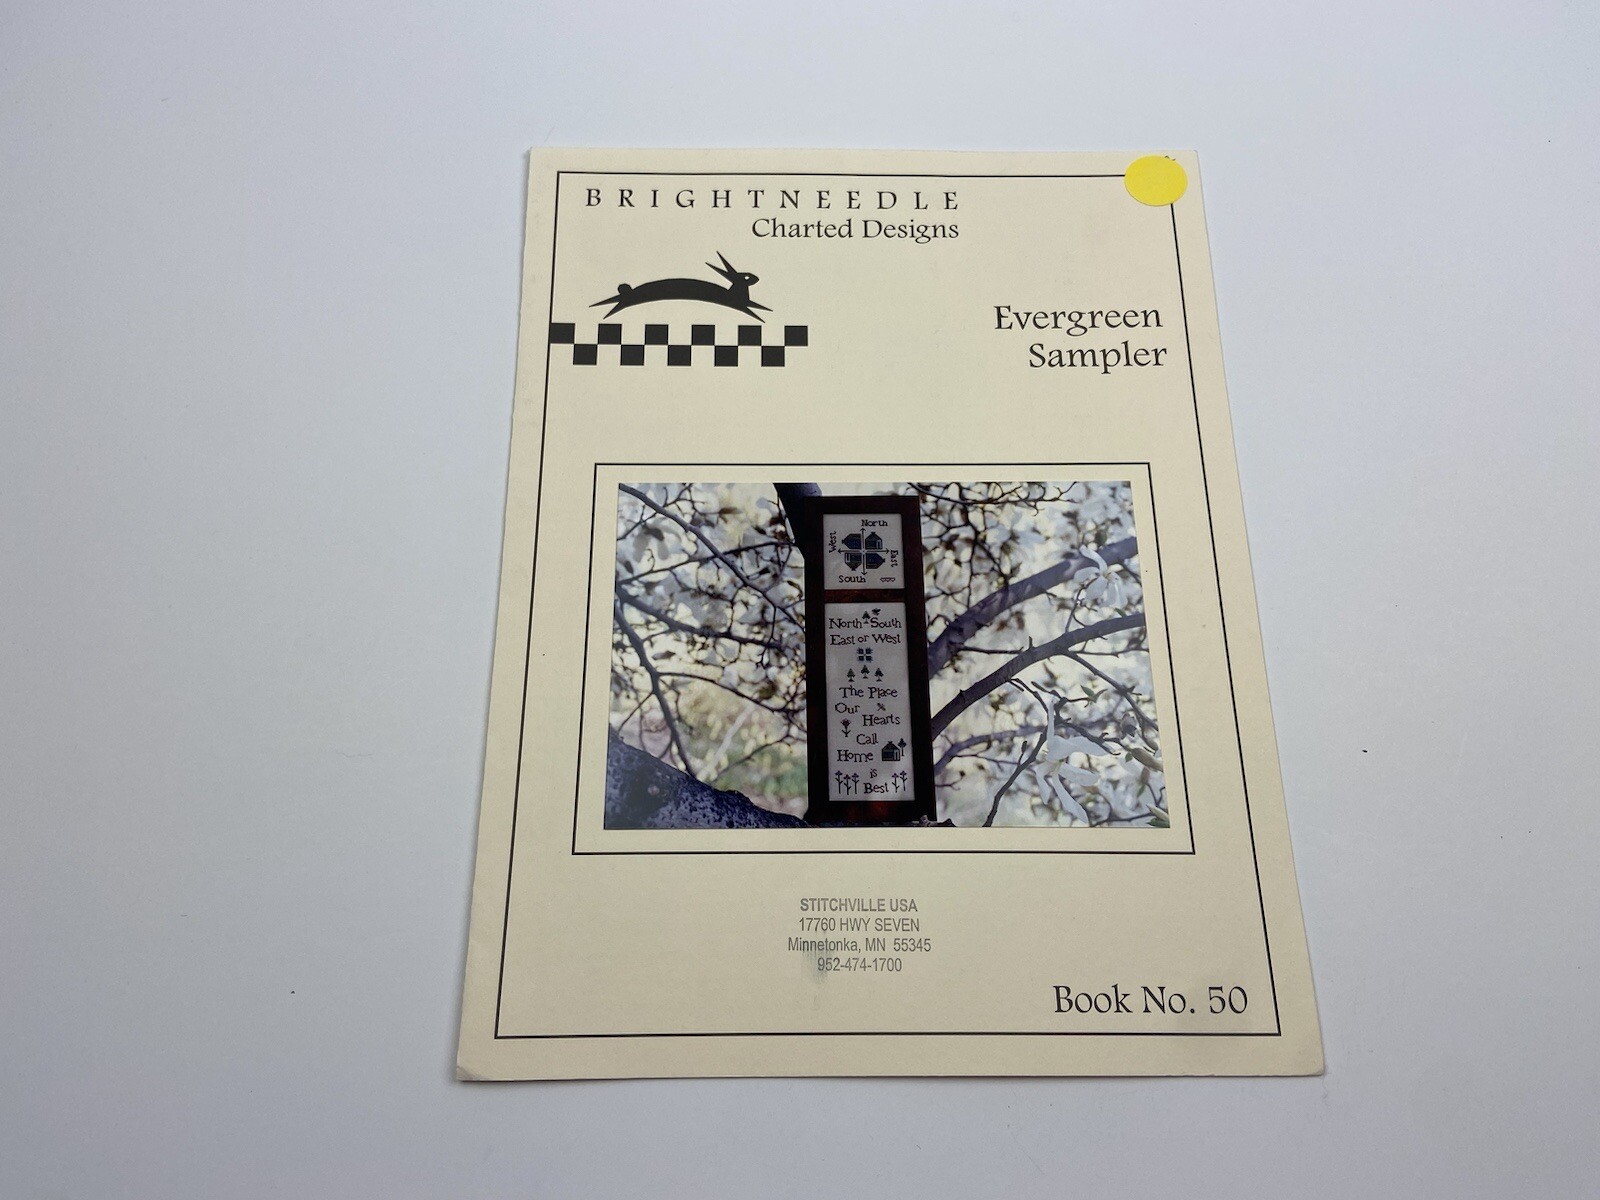 BRIGHTNEEDLE
Charted Designs
Evergreen
Sampler
North
West
East
South
North South
East or West
The Place
Our
Hearts
Call
Home
is
Best
STITCHVILLE USA
17760 HWY SEVEN
Minnetonka, MN 55345
952-474-1700
Book No. 50